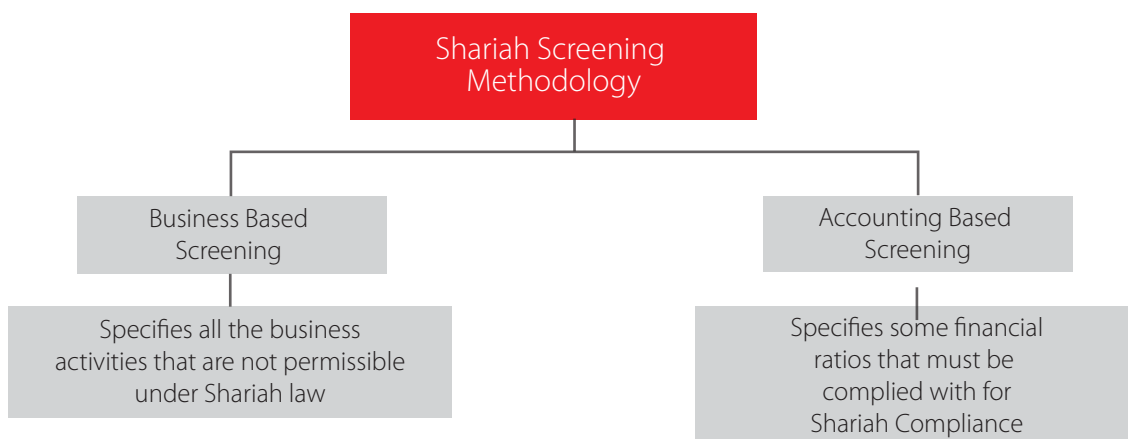 Shariah Screening
Methodology
Business Based
Screening
Accounting Based
Screening
Specifies all the business
activities that are not permissible
under Shariah law
Specifies some financial
ratios that must be
complied with for
Shariah Compliance